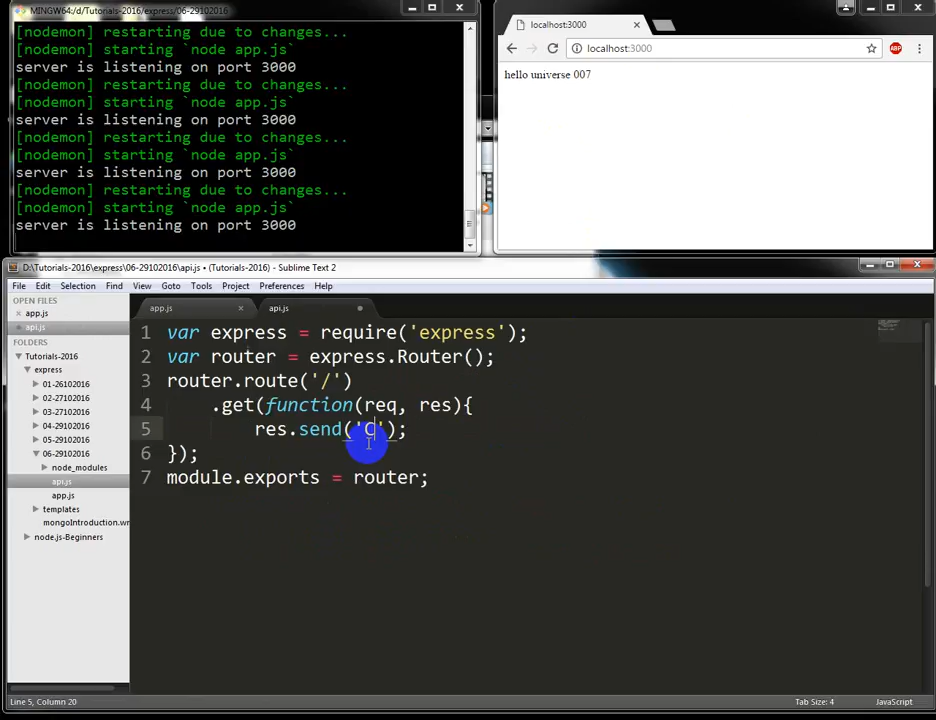 MINGW64:/d/Tutorials-2016/express/06-29102016
[nodemon] restarting due to changes...
[nodemon] starting `node app.js`
server is listening on port 3000
[nodemon] restarting due to changes...
[nodemon] starting `node app.js`
server is listening on port 3000
[nodemon] restarting due to changes...
[nodemon] starting `node app.js`
server is listening on port 3000
[nodemon] restarting due to changes...
[nodemon] starting `node app.js`
server is listening on port 3000
localhost:3000
localhost:3000
ABP
hello universe 007
D:\Tutorials-2016\express\06-29102016\api.js • (Tutorials-2016) - Sublime Text 2
File Edit Selection Find View Goto Tools Project Preferences Help
OPEN FILES
app.js
api.js
FOLDERS
Tutorials-2016
express
01-26102016
02-27102016
03-27102016
04-29102016
05-29102016
06-29102016
node_modules
api.js
app.js
templates
mongoIntroduction.wr
node.js-Beginners
app.js
api.js
1 var express = require('express');
2 var router = express.Router();
3 router.route('/')
4 .get(function(req, res){
5 res.send('C');
6 });
7 module.exports = router;
Line 5, Column 20
Tab Size: 4
JavaScript